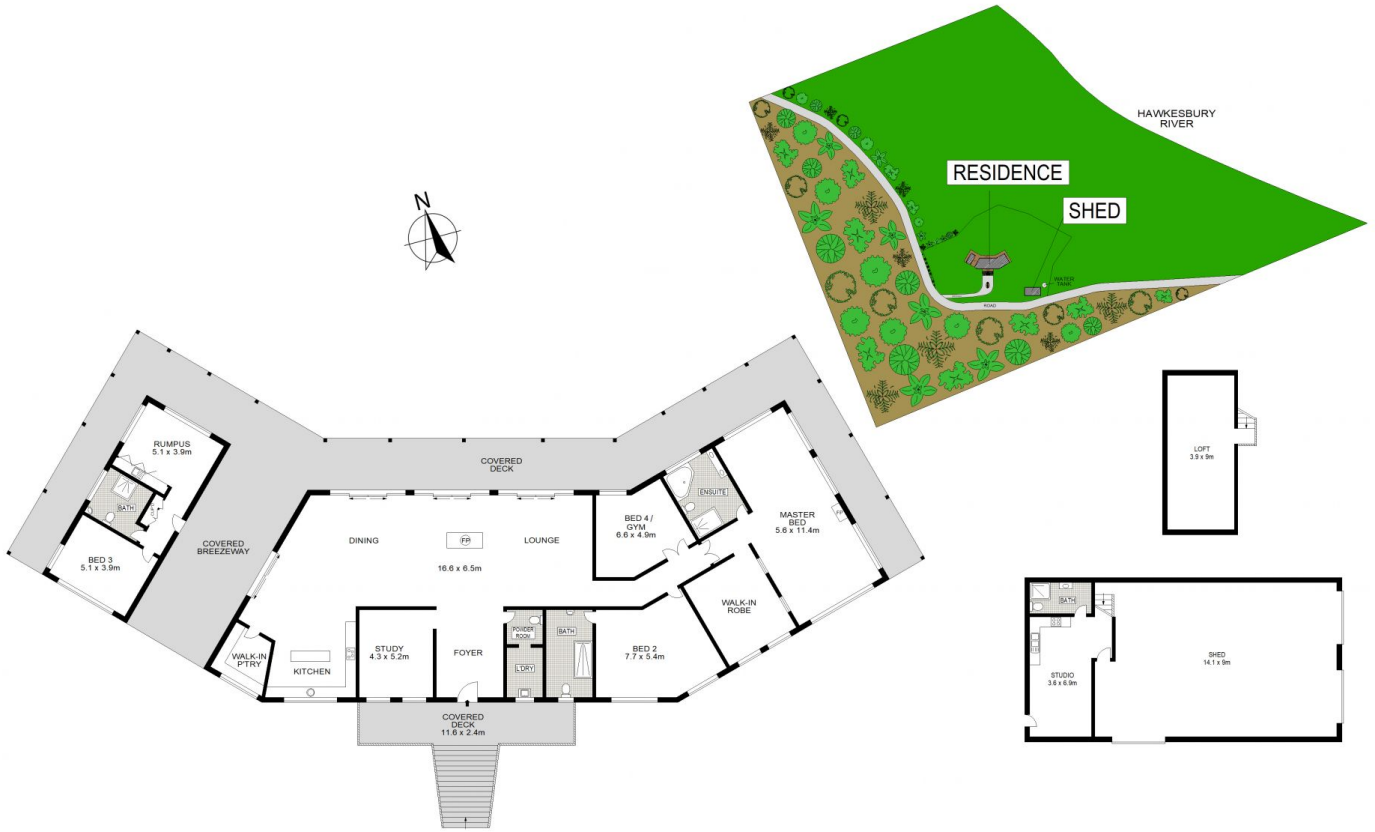 HAWKESBURY
RIVER
RESIDENCE
SHED
WATER
TANK
ROAD
N
RUMPUS
5.1 x 3.9m
BATH
BED 3
5.1 x 3.9m
COVERED
BREEZEWAY
COVERED
DECK
DINING
FP
LOUNGE
16.6 x 6.5m
BED 4 /
GYM
6.6 x 4.9m
ENSUITE
MASTER
BED
5.6 x 11.4m
FP
WALK-IN
ROBE
WALK-IN
P'TRY
KITCHEN
STUDY
4.3 x 5.2m
FOYER
POWDER
ROOM
L'DRY
BATH
BED 2
7.7 x 5.4m
COVERED
DECK
11.6 x 2.4m
LOFT
3.9 x 9m
BATH
STUDIO
3.6 x 6.9m
SHED
14.1 x 9m